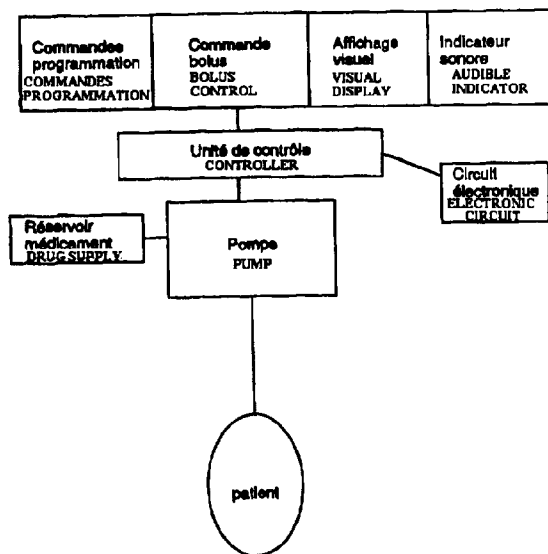 Commandes
programmation
COMMANDES
PROGRAMMATION
Commande
bolus
BOLUS
CONTROL
Affichage
visuel
VISUAL
DISPLAY
Indicateur
sonore
AUDIBLE
INDICATOR
Unité de contrôle
CONTROLLER
Circuit
électronique
ELECTRONIC
CIRCUIT
Réservoir
médicament
DRUG SUPPLY
Pompe
PUMP
patient